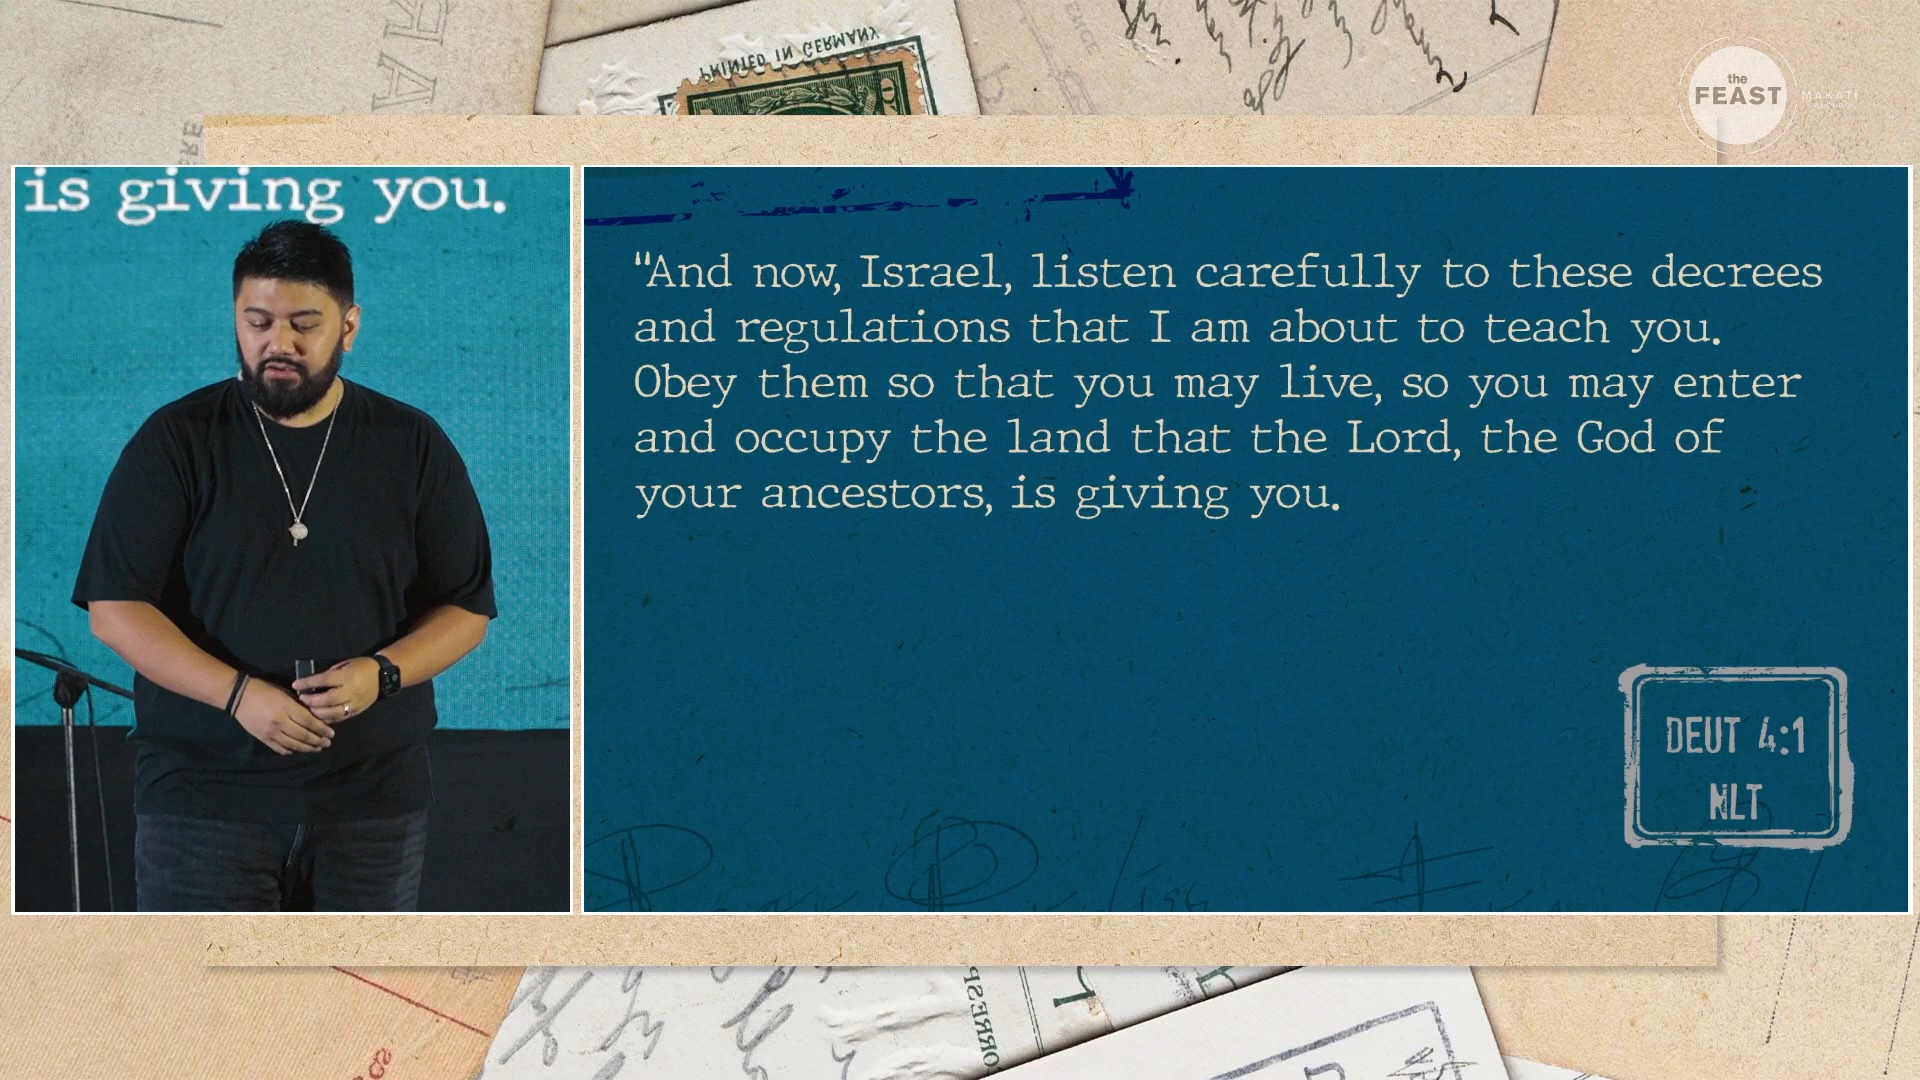 PRINTED IN GERMANY
the
FEAST
MAKATI
is giving you.
"And now, Israel, listen carefully to these decrees
and regulations that I am about to teach you.
Obey them so that you may live, so you may enter
and occupy the land that the Lord, the God of
your ancestors, is giving you.
DEUT 4:1
NLT